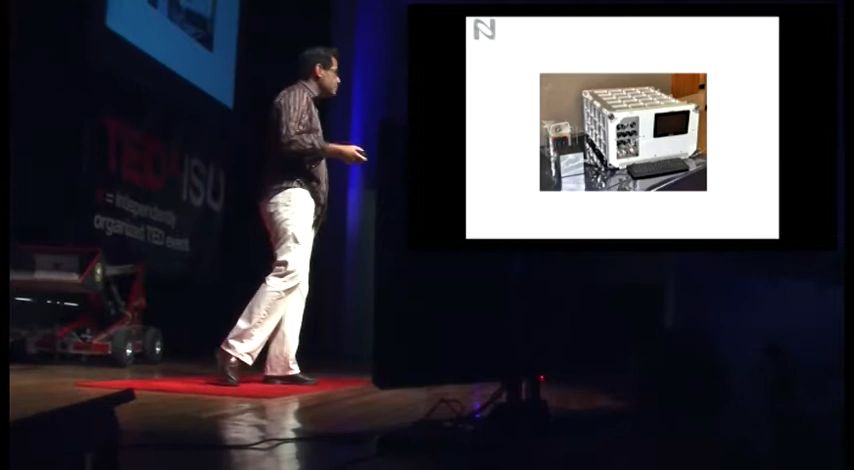 TEDxISU
x = independently
organized TED event
N